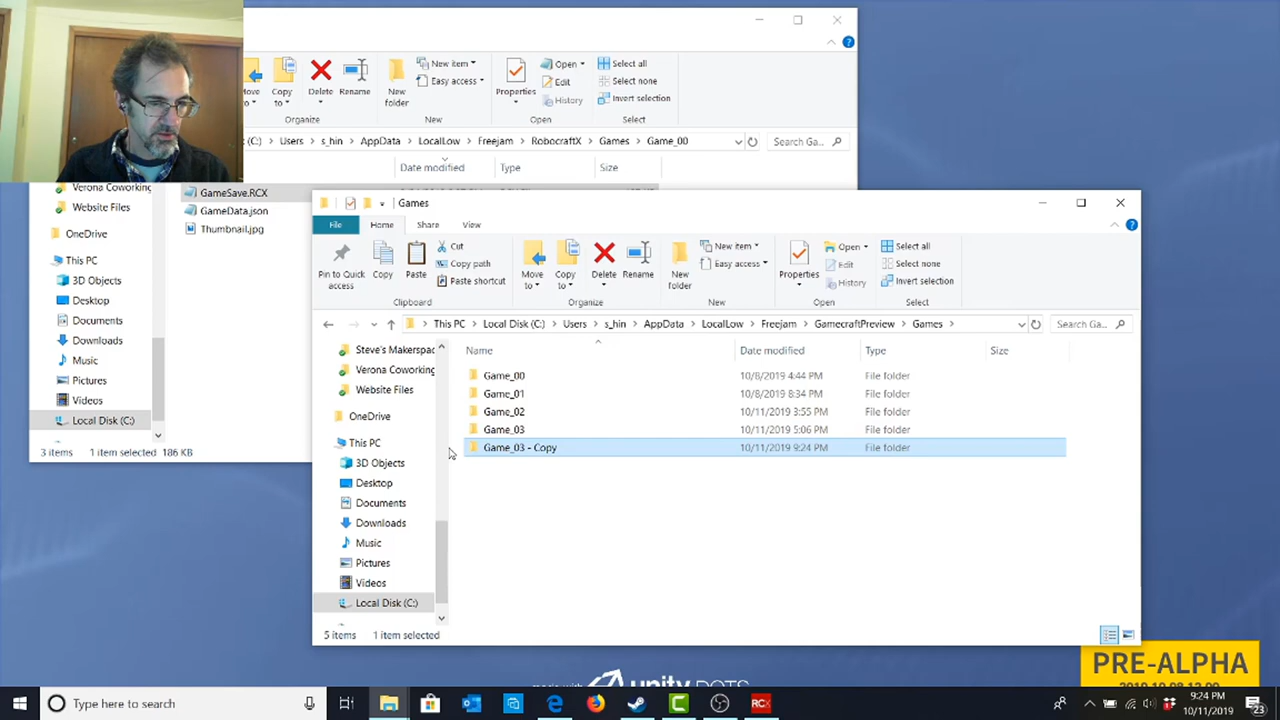 Move to
Copy to
Delete
Rename
New folder
New item
Easy access
Properties
Open
Edit
History
Select all
Select none
Invert selection
Organize
New
Open
Select
(C:) Users s_hin AppData LocalLow Freejam RobocraftX Games Game_00
Search Ga...
Date modified Type Size
Verona Coworking
Website Files
OneDrive
This PC
3D Objects
Desktop
Documents
Downloads
Music
Pictures
Videos
Local Disk (C:)
GameSave.RCX
GameData.json
Thumbnail.jpg
3 items 1 item selected 186 KB
Games
File Home Share View
Pin to Quick access
Copy
Paste
Cut
Copy path
Paste shortcut
Move to
Copy to
Delete
Rename
New folder
New item
Easy access
Properties
Open
Edit
History
Select all
Select none
Invert selection
Clipboard Organize New Open Select
This PC Local Disk (C:) Users s_hin AppData LocalLow Freejam GamecraftPreview Games
Search Ga...
Name Date modified Type Size
Game_00 10/8/2019 4:44 PM File folder
Game_01 10/8/2019 8:34 PM File folder
Game_02 10/11/2019 3:55 PM File folder
Game_03 10/11/2019 5:06 PM File folder
Game_03 - Copy 10/11/2019 9:24 PM File folder
Steve's Makerspac
Verona Coworking
Website Files
OneDrive
This PC
3D Objects
Desktop
Documents
Downloads
Music
Pictures
Videos
Local Disk (C:)
5 items 1 item selected
PRE-ALPHA
Type here to search
RCX
9:24 PM
10/11/2019
23